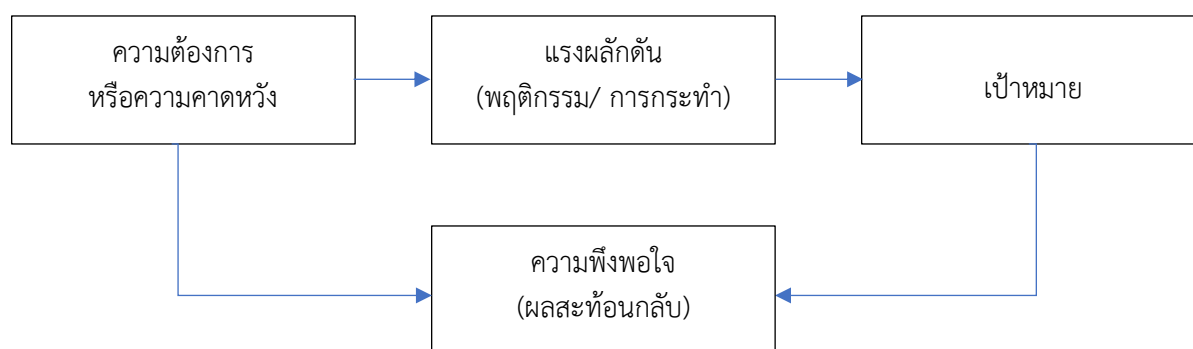 ความต้องการ
หรือความคาดหวัง
แรงผลักดัน
(พฤติกรรม/ การกระทำ)
เป้าหมาย
ความพึงพอใจ
(ผลสะท้อนกลับ)